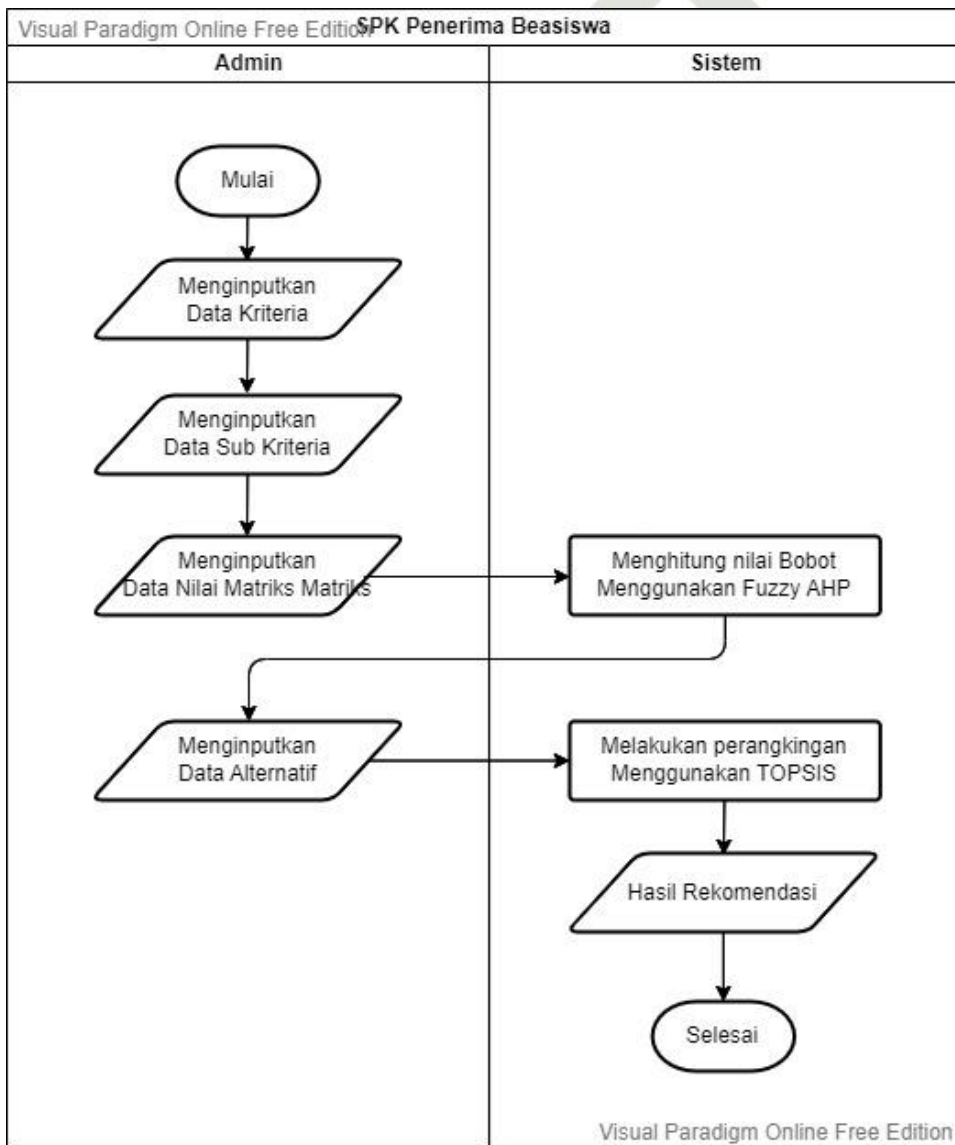 Visual Paradigm Online Free Edition
SPK Penerima Beasiswa
Admin
Sistem
Mulai
Menginputkan
Data Kriteria
Menginputkan
Data Sub Kriteria
Menginputkan
Data Nilai Matriks Matriks
Menghitung nilai Bobot
Menggunakan Fuzzy AHP
Menginputkan
Data Alternatif
Melakukan perangkingan
Menggunakan TOPSIS
Hasil Rekomendasi
Selesai
Visual Paradigm Online Free Edition